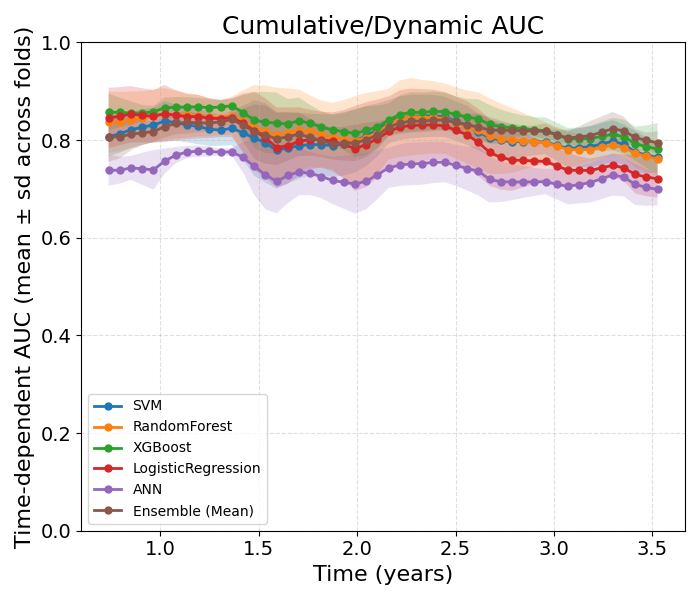 Cumulative/Dynamic AUC
Time-dependent AUC (mean ± sd across folds)
1.0
0.8
0.6
0.4
0.2
0.0
SVM
RandomForest
XGBoost
LogisticRegression
ANN
Ensemble (Mean)
1.0 1.5 2.0 2.5 3.0 3.5
Time (years)